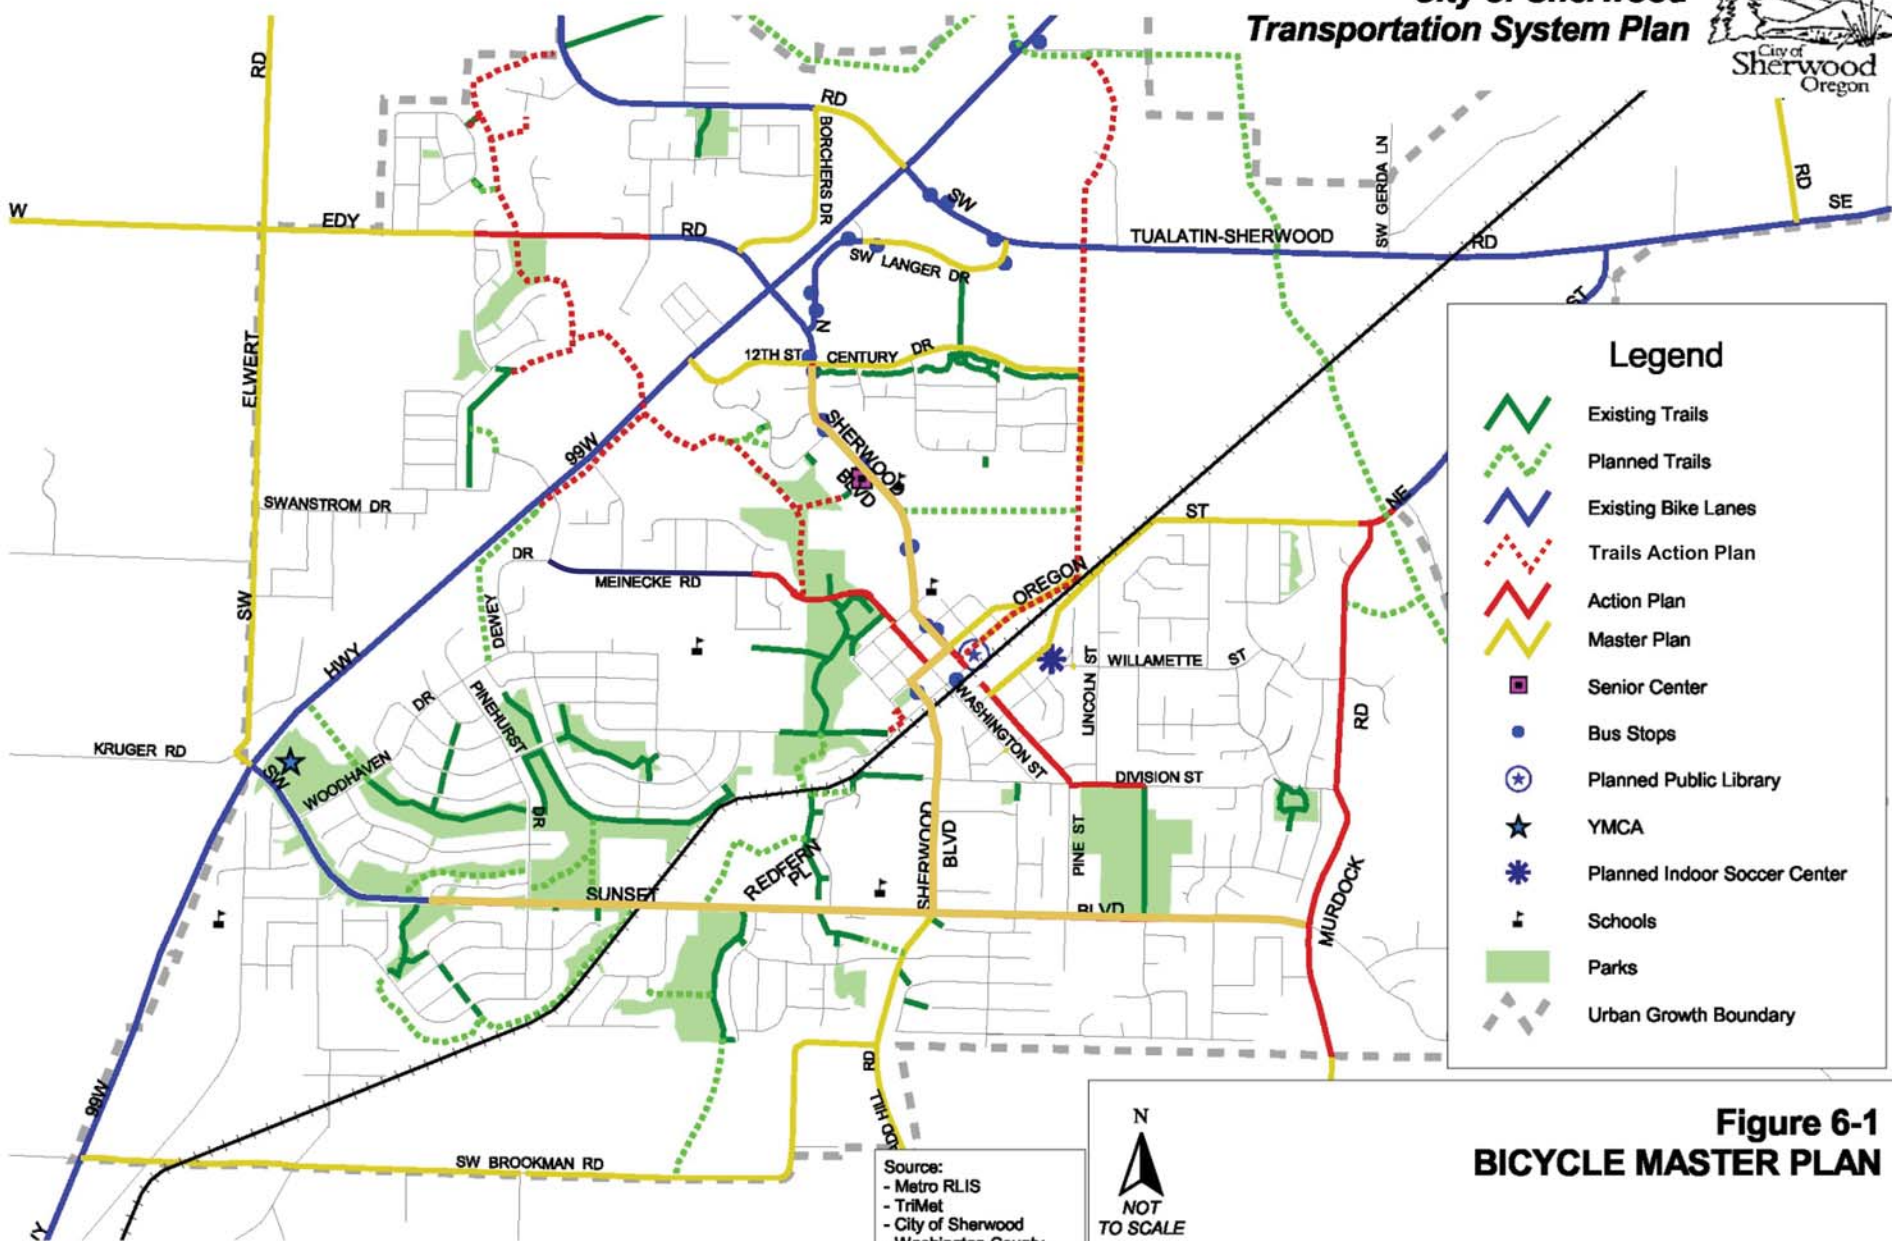 City of Sherwood
Transportation System Plan
City of
Sherwood
Oregon
RD
RD
BORCHERS DR
SW
SW GERDA LN
RD
SE
W
EDY
RD
TUALATIN-SHERWOOD
RD
SW LANGER DR
ST
N
ELWERT
12TH ST
CENTURY
DR
99W
SHERWOOD
BLVD
SWANSTROM DR
NE
ST
DR
MEINECKE RD
OREGON
SW
DEWEY
HWY
LINCOLN ST
WILLAMETTE
ST
DR
PINEHURST
WASHINGTON ST
RD
KRUGER RD
SW
WOODHAVEN
DIVISION ST
DR
SHERWOOD
BLVD
PINE ST
REDFERN
PL
SUNSET
BLVD
MURDOCK
RD
99W
LADD HILL
SW BROOKMAN RD
Legend
Existing Trails
Planned Trails
Existing Bike Lanes
Trails Action Plan
Action Plan
Master Plan
Senior Center
Bus Stops
Planned Public Library
YMCA
Planned Indoor Soccer Center
Schools
Parks
Urban Growth Boundary
Source:
- Metro RLIS
- TriMet
- City of Sherwood
- Washington County
N
NOT
TO SCALE
Figure 6-1
BICYCLE MASTER PLAN